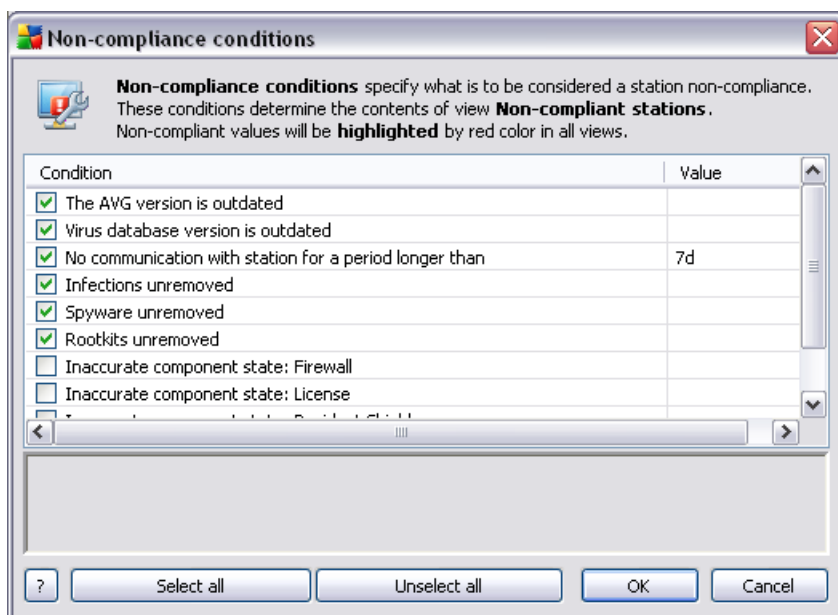 Non-compliance conditions
Non-compliance conditions specify what is to be considered a station non-compliance.
These conditions determine the contents of view Non-compliant stations.
Non-compliant values will be highlighted by red color in all views.
Condition Value
The AVG version is outdated
Virus database version is outdated
No communication with station for a period longer than 7d
Infections unremoved
Spyware unremoved
Rootkits unremoved
Inaccurate component state: Firewall
Inaccurate component state: License
? Select all Unselect all OK Cancel